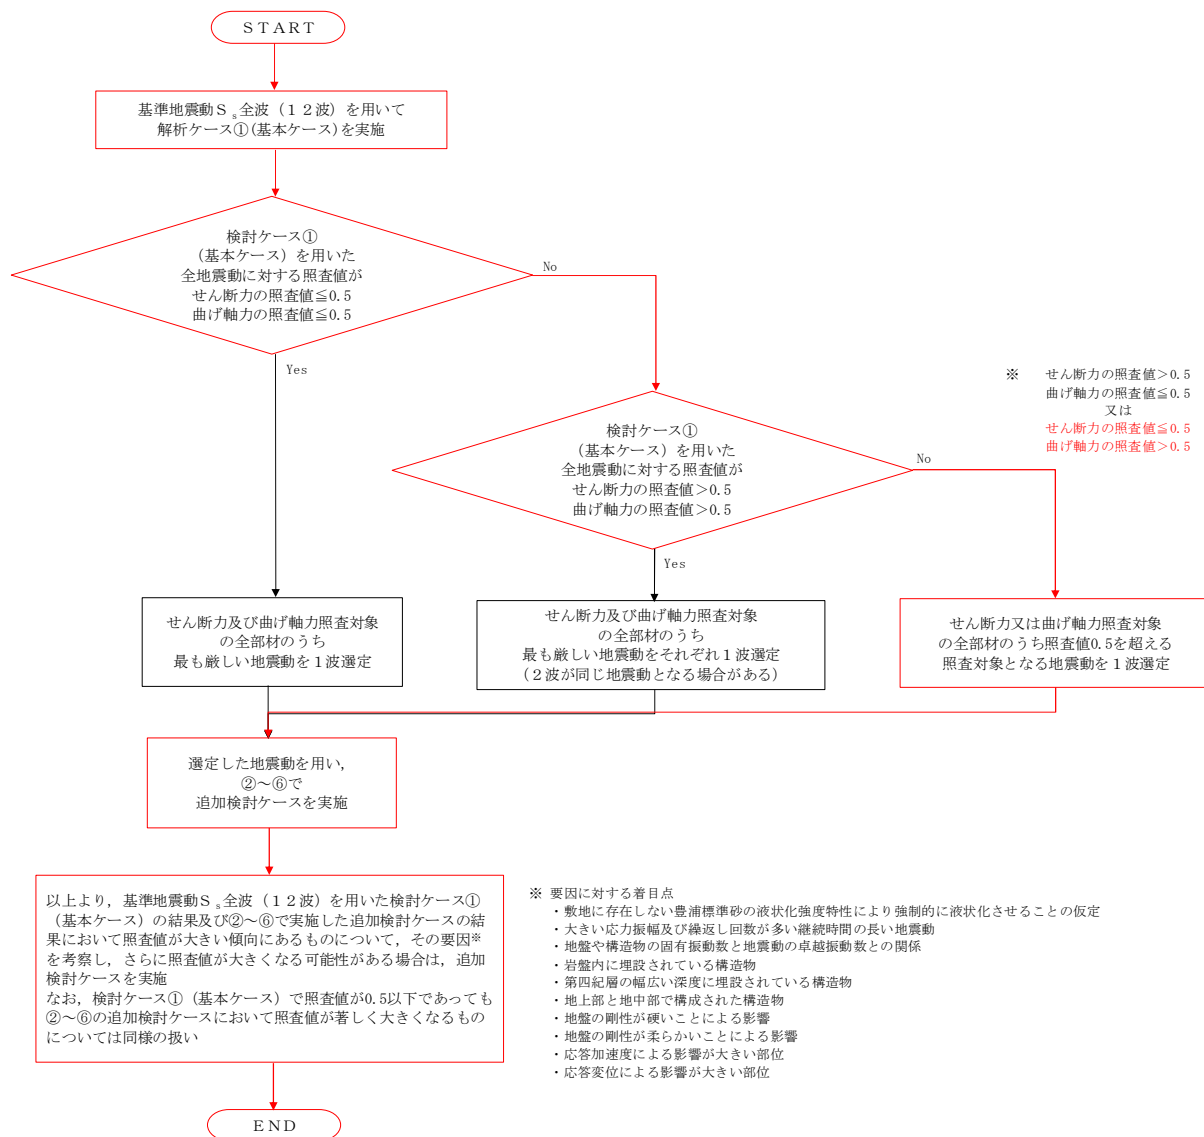 ＳＴＡＲＴ
基準地震動Ｓｓ全波（１２波）を用いて
解析ケース①(基本ケース)を実施
検討ケース①
（基本ケース）を用いた
全地震動に対する照査値が
せん断力の照査値≦0.5
曲げ軸力の照査値≦0.5
No
Yes
※ せん断力の照査値＞0.5
曲げ軸力の照査値≦0.5
又は
せん断力の照査値≦0.5
曲げ軸力の照査値＞0.5
検討ケース①
（基本ケース）を用いた
全地震動に対する照査値が
せん断力の照査値＞0.5
曲げ軸力の照査値＞0.5
No
Yes
せん断力及び曲げ軸力照査対象
の全部材のうち
最も厳しい地震動を１波選定
せん断力及び曲げ軸力照査対象
の全部材のうち
最も厳しい地震動をそれぞれ１波選定
（２波が同じ地震動となる場合がある）
せん断力又は曲げ軸力照査対象
の全部材のうち照査値0.5を超える
照査対象となる地震動を１波選定
選定した地震動を用い，
②～⑥で
追加検討ケースを実施
以上より，基準地震動Ｓｓ全波（１２波）を用いた検討ケース①
（基本ケース）の結果及び②～⑥で実施した追加検討ケースの結
果において照査値が大きい傾向にあるものについて，その要因※
を考察し，さらに照査値が大きくなる可能性がある場合は，追加
検討ケースを実施
なお，検討ケース①（基本ケース）で照査値が0.5以下であっても
②～⑥の追加検討ケースにおいて照査値が著しく大きくなるもの
については同様の扱い
※ 要因に対する着目点
・敷地に存在しない豊浦標準砂の液状化強度特性により強制的に液状化させることの仮定
・大きい応力振幅及び繰返し回数が多い継続時間の長い地震動
・地盤や構造物の固有振動数と地震動の卓越振動数との関係
・岩盤内に埋設されている構造物
・第四紀層の幅広い深度に埋設されている構造物
・地上部と地中部で構成された構造物
・地盤の剛性が硬いことによる影響
・地盤の剛性が柔らかいことによる影響
・応答加速度による影響が大きい部位
・応答変位による影響が大きい部位
ＥＮＤ